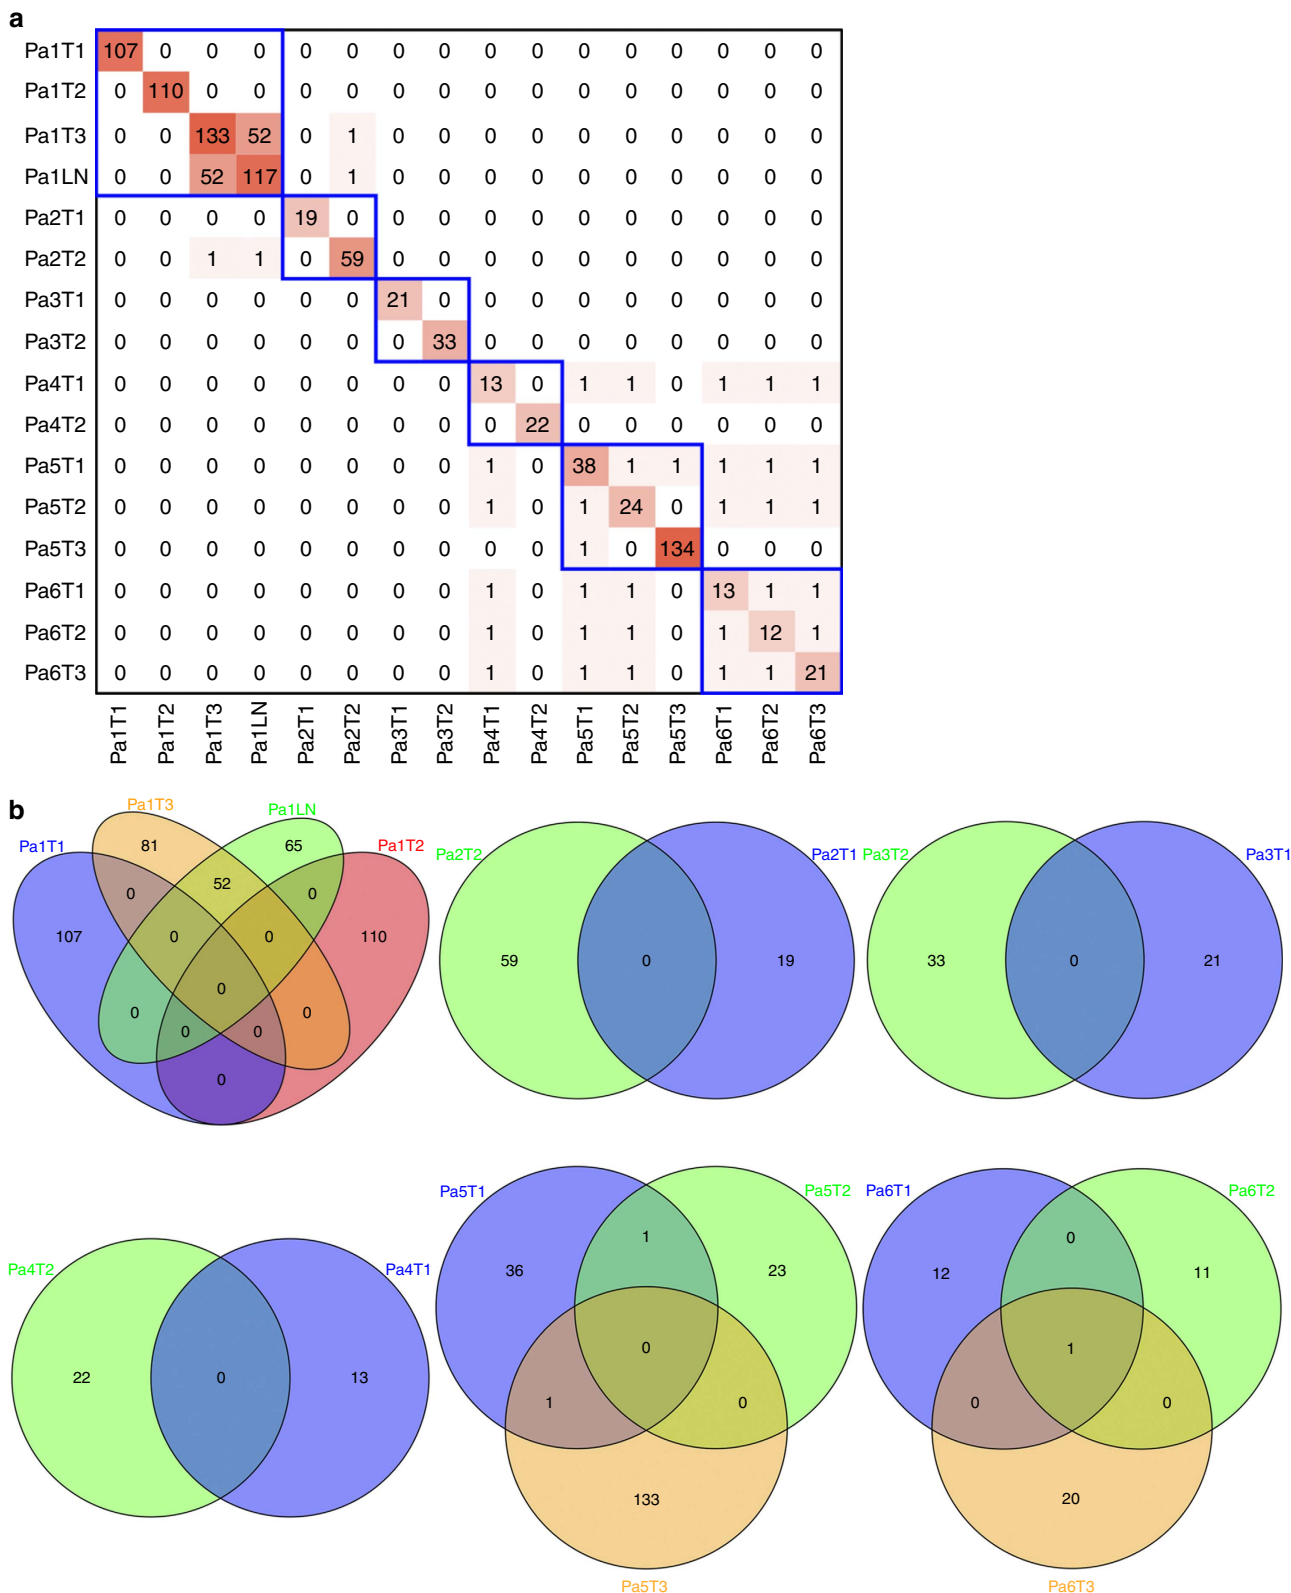 a
Pa1T1 107 0 0 0 0 0 0 0 0 0 0 0 0 0 0 0
Pa1T2 0 110 0 0 0 0 0 0 0 0 0 0 0 0 0 0
Pa1T3 0 0 133 52 0 1 0 0 0 0 0 0 0 0 0 0
Pa1LN 0 0 52 117 0 1 0 0 0 0 0 0 0 0 0 0
Pa2T1 0 0 0 0 19 0 0 0 0 0 0 0 0 0 0 0
Pa2T2 0 0 1 1 0 59 0 0 0 0 0 0 0 0 0 0
Pa3T1 0 0 0 0 0 0 21 0 0 0 0 0 0 0 0 0
Pa3T2 0 0 0 0 0 0 0 33 0 0 0 0 0 0 0 0
Pa4T1 0 0 0 0 0 0 0 0 13 0 1 1 0 1 1 1
Pa4T2 0 0 0 0 0 0 0 0 0 22 0 0 0 0 0 0
Pa5T1 0 0 0 0 0 0 0 0 1 0 38 1 1 1 1 1
Pa5T2 0 0 0 0 0 0 0 0 1 0 1 24 0 1 1 1
Pa5T3 0 0 0 0 0 0 0 0 0 0 1 0 134 0 0 0
Pa6T1 0 0 0 0 0 0 0 0 1 0 1 1 0 13 1 1
Pa6T2 0 0 0 0 0 0 0 0 1 0 1 1 0 1 12 1
Pa6T3 0 0 0 0 0 0 0 0 1 0 1 1 0 1 1 21
Pa1T1 Pa1T2 Pa1T3 Pa1LN Pa2T1 Pa2T2 Pa3T1 Pa3T2 Pa4T1 Pa4T2 Pa5T1 Pa5T2 Pa5T3 Pa6T1 Pa6T2 Pa6T3
b
Pa1T3 Pa1LN
Pa1T1 81 65 Pa1T2
0 52 0
107 0 0 110
0
0 0
0 0
0
Pa2T2 Pa2T1
59 0 19
Pa3T2 Pa3T1
33 0 21
Pa4T2 Pa4T1
22 0 13
Pa5T1 Pa5T2
1
36 23
0
1 0
133
Pa5T3
Pa6T1 Pa6T2
0
12 11
1
0 0
20
Pa6T3